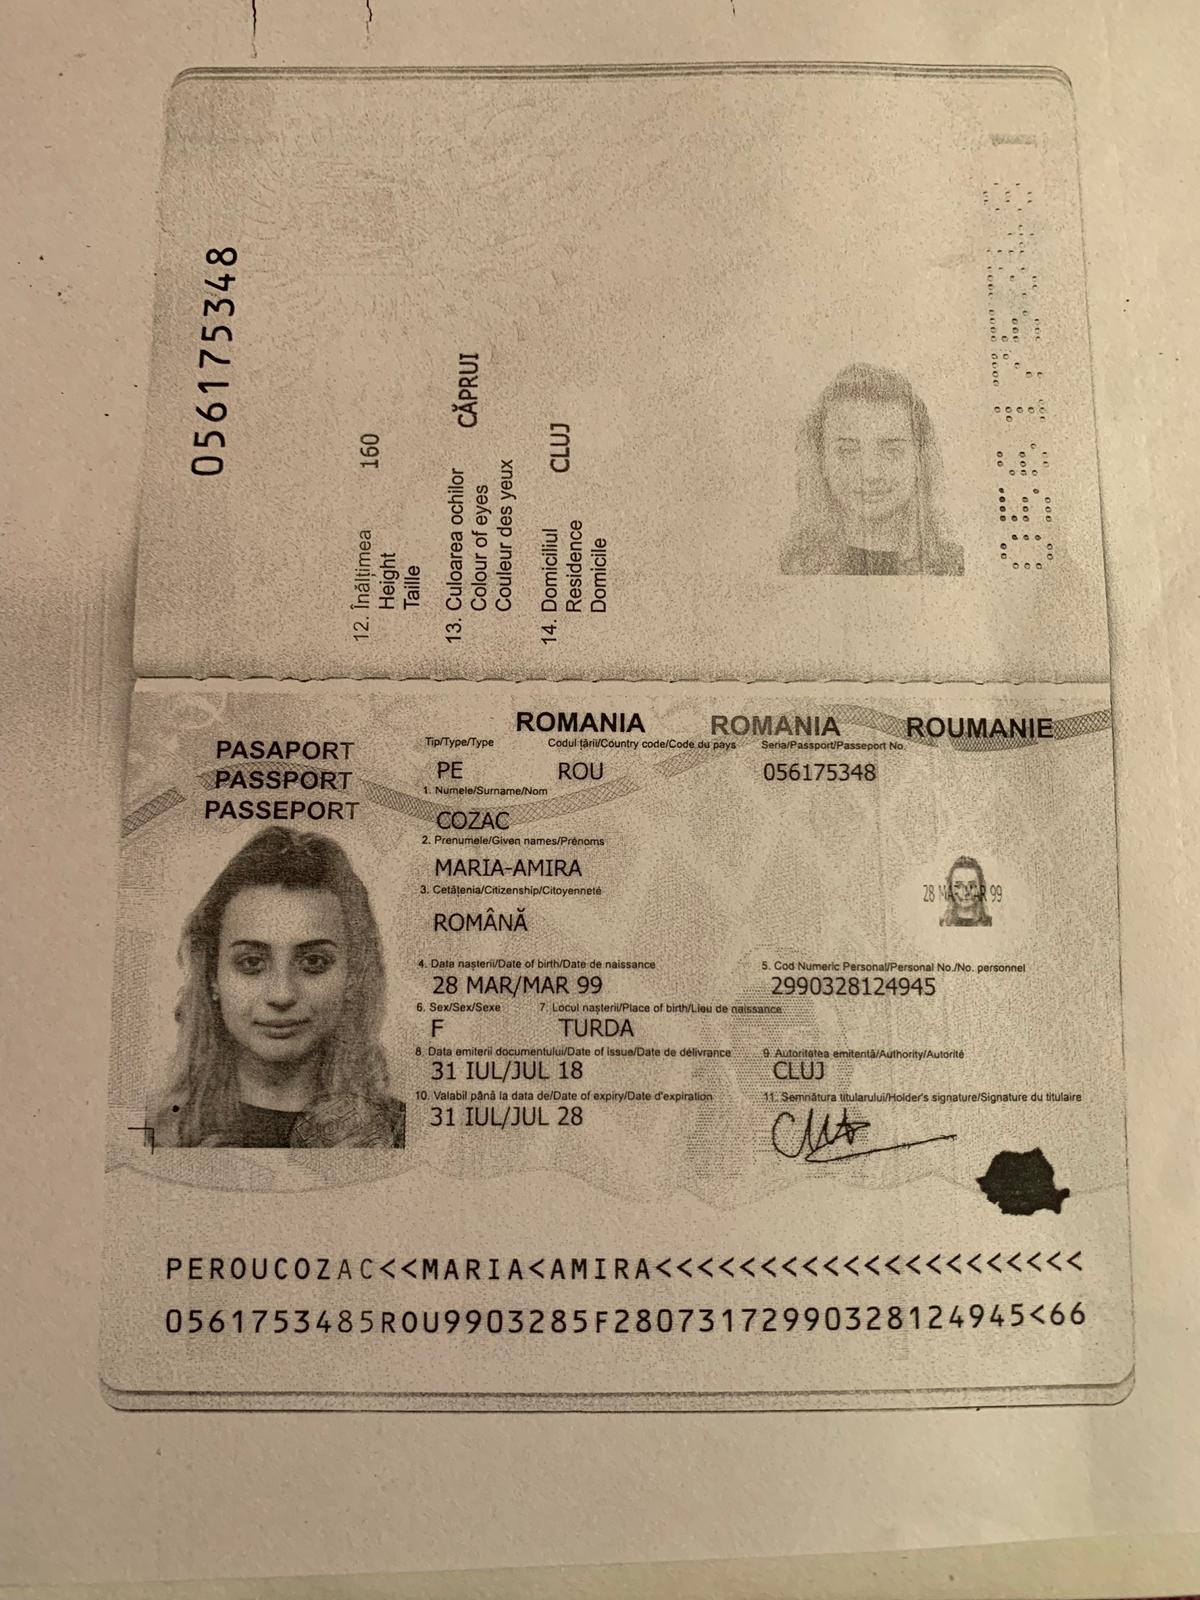 056175348
12. Înălțimea 160
Height
Taille
13. Culoarea ochilor CĂPRUI
Colour of eyes
Couleur des yeux
14. Domiciliul CLUJ
Residence
Domicile
ROMANIA ROMANIA ROUMANIE
PASAPORT
PASSPORT
PASSEPORT
Tip/Type/Type Codul țării/Country code/Code du pays Seria/Passport/Passeport No.
PE ROU 056175348
1. Numele/Surname/Nom
COZAC
2. Prenumele/Given names/Prénoms
MARIA-AMIRA
3. Cetățenia/Citizenship/Citoyenneté
ROMÂNĂ
28 MAR/MAR 99
4. Data nașterii/Date of birth/Date de naissance 5. Cod Numeric Personal/Personal No./No. personnel
28 MAR/MAR 99 2990328124945
6. Sex/Sex/Sexe 7. Locul nașterii/Place of birth/Lieu de naissance
F TURDA
8. Data emiterii documentului/Date of issue/Date de délivrance 9. Autoritatea emitentă/Authority/Autorité
31 IUL/JUL 18 CLUJ
10. Valabil până la data de/Date of expiry/Date d'expiration 11. Semnătura titularului/Holder's signature/Signature du titulaire
31 IUL/JUL 28
PEROUCOZAC<<MARIA<AMIRA<<<<<<<<<<<<<<<<<<<<<
0561753485ROU9903285F28073172990328124945<66